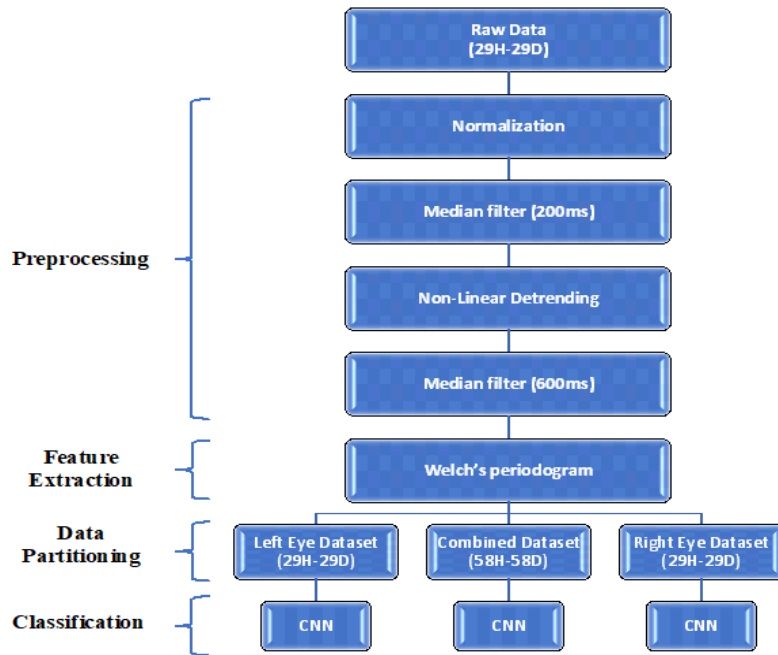 Raw Data
(29H-29D)
Normalization
Median filter (200ms)
Preprocessing
Non-Linear Detrending
Median filter (600ms)
Feature
Extraction
Welch's periodogram
Data
Partitioning
Left Eye Dataset
(29H-29D)
Combined Dataset
(58H-58D)
Right Eye Dataset
(29H-29D)
Classification
CNN
CNN
CNN